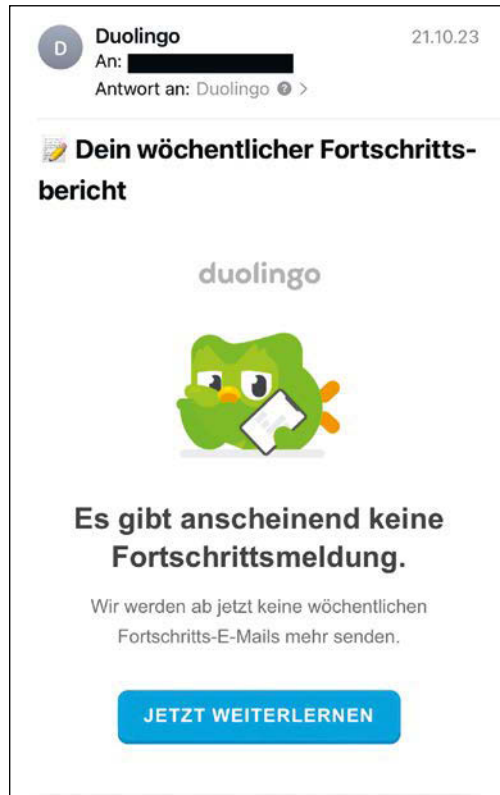 D
Duolingo
21.10.23
An:
Antwort an: Duolingo ? >
📝 Dein wöchentlicher Fortschritts-
bericht
duolingo
Es gibt anscheinend keine
Fortschrittsmeldung.
Wir werden ab jetzt keine wöchentlichen
Fortschritts-E-Mails mehr senden.
JETZT WEITERLERNEN